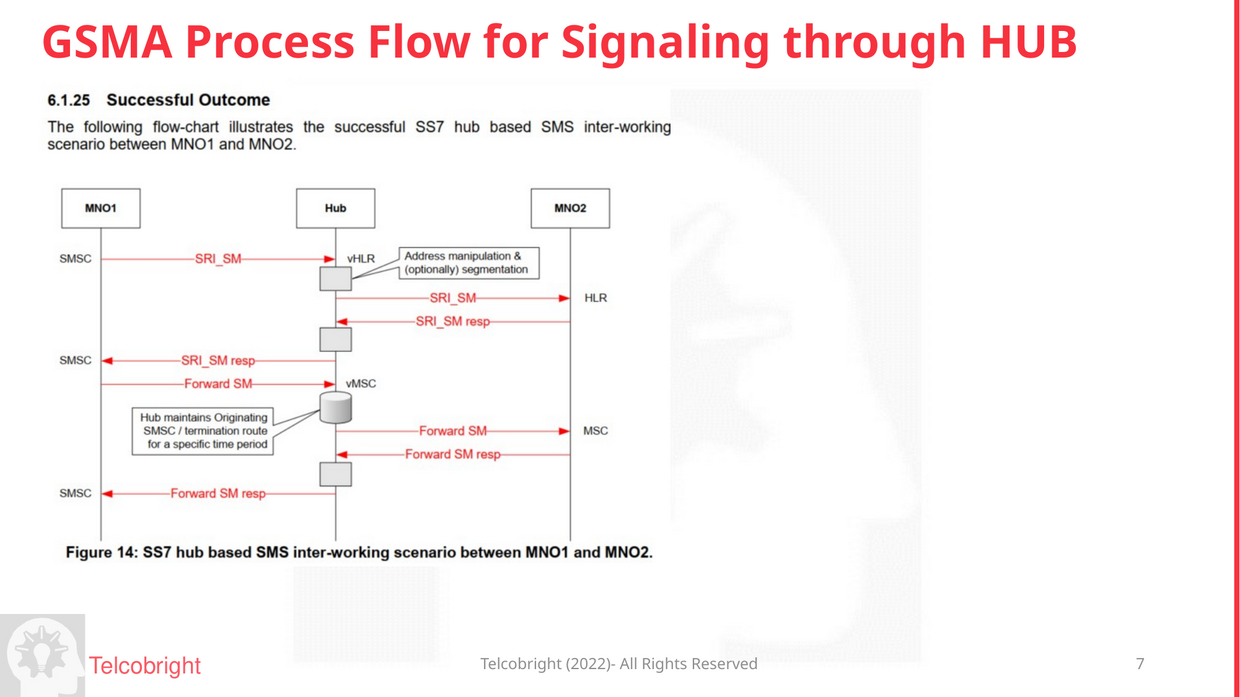 GSMA Process Flow for Signaling through HUB
6.1.25 Successful Outcome
The following flow-chart illustrates the successful SS7 hub based SMS inter-working
scenario between MNO1 and MNO2.
MNO1
Hub
MNO2
SMSC
SRI_SM
vHLR
Address manipulation &
(optionally) segmentation
SRI_SM
HLR
SRI_SM resp
SMSC
SRI_SM resp
Forward SM
vMSC
Hub maintains Originating
SMSC / termination route
for a specific time period
Forward SM
MSC
Forward SM resp
SMSC
Forward SM resp
Figure 14: SS7 hub based SMS inter-working scenario between MNO1 and MNO2.
Telcobright
Telcobright (2022)- All Rights Reserved
7